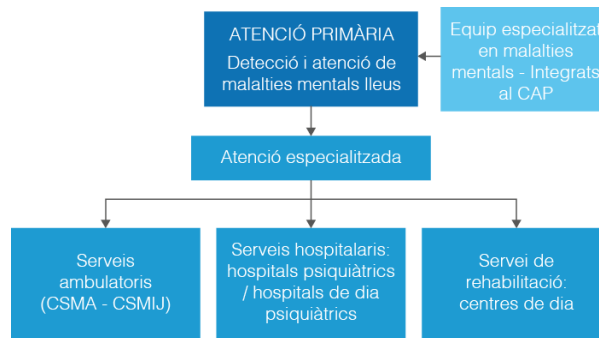 ATENCIÓ PRIMÀRIA
Detecció i atenció de
malalties mentals lleus
Equip especialitzat
en malalties
mentals - Integrats
al CAP
Atenció especialitzada
Serveis
ambulatoris
(CSMA - CSMIJ)
Serveis hospitalaris:
hospitals psiquiàtrics
/ hospitals de dia
psiquiàtrics
Servei de
rehabilitació:
centres de dia